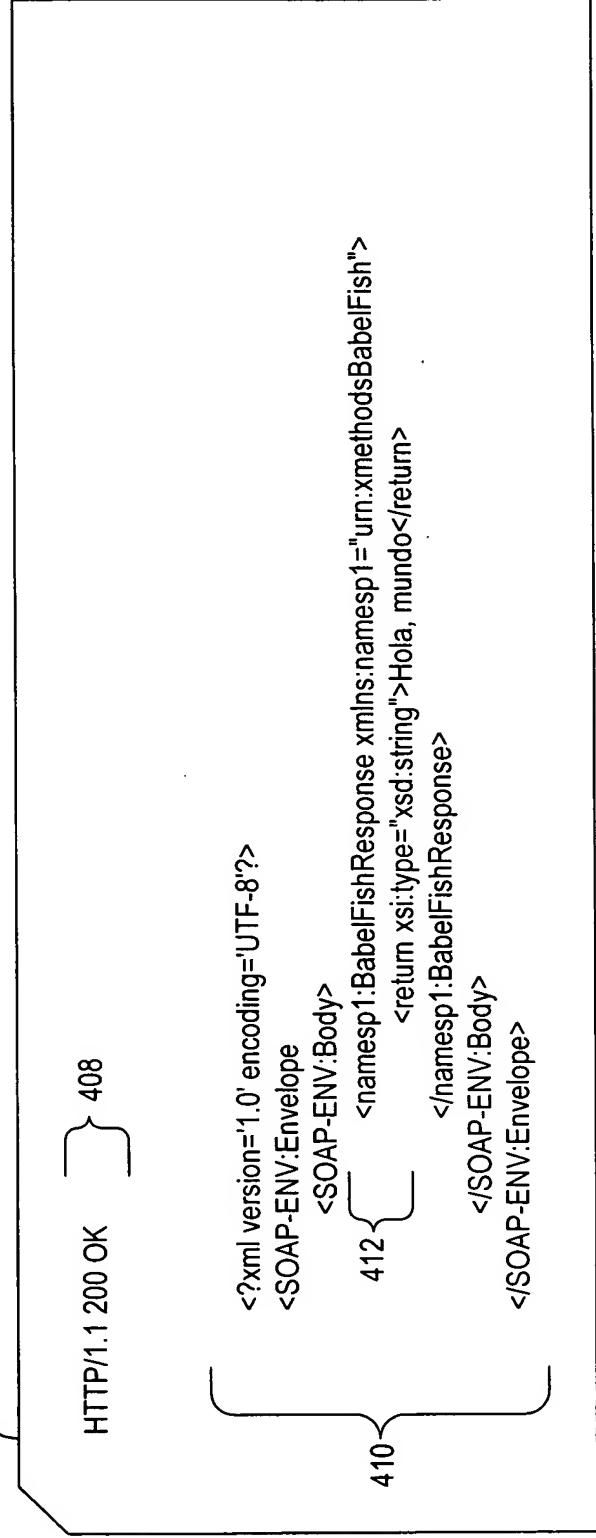 HTTP/1.1 200 OK 408
410
<?xml version='1.0' encoding='UTF-8'?>
<SOAP-ENV:Envelope
<SOAP-ENV:Body>
412 <namesp1:BabelFishResponse xmlns:namesp1="urn:xmethodsBabelFish">
<return xsi:type="xsd:string">Hola, mundo</return>
</namesp1:BabelFishResponse>
</SOAP-ENV:Body>
</SOAP-ENV:Envelope>